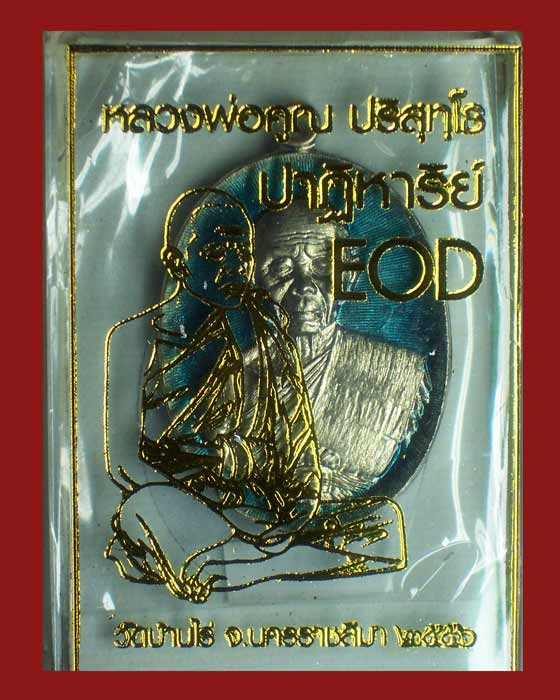 หลวงพ่อคูณ ปริสุทฺโธ
ปาฏิหาริย์
EOD
วัดบ้านไร่ จ.นครราชสีมา ๒๕๕๖